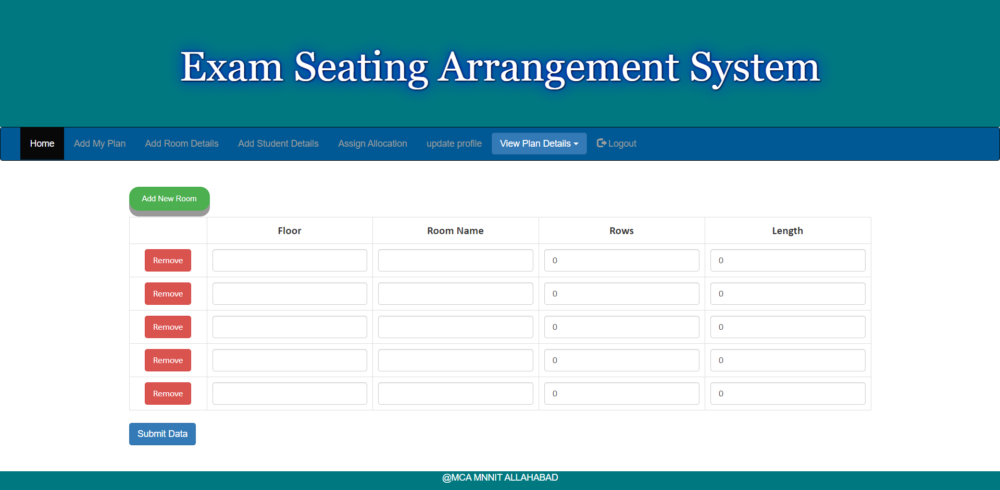 Exam Seating Arrangement System
Home Add My Plan Add Room Details Add Student Details Assign Allocation update profile View Plan Details Logout
Add New Room
Floor Room Name Rows Length
Remove 0 0
Remove 0 0
Remove 0 0
Remove 0 0
Remove 0 0
Submit Data
@MCA MNNIT ALLAHABAD